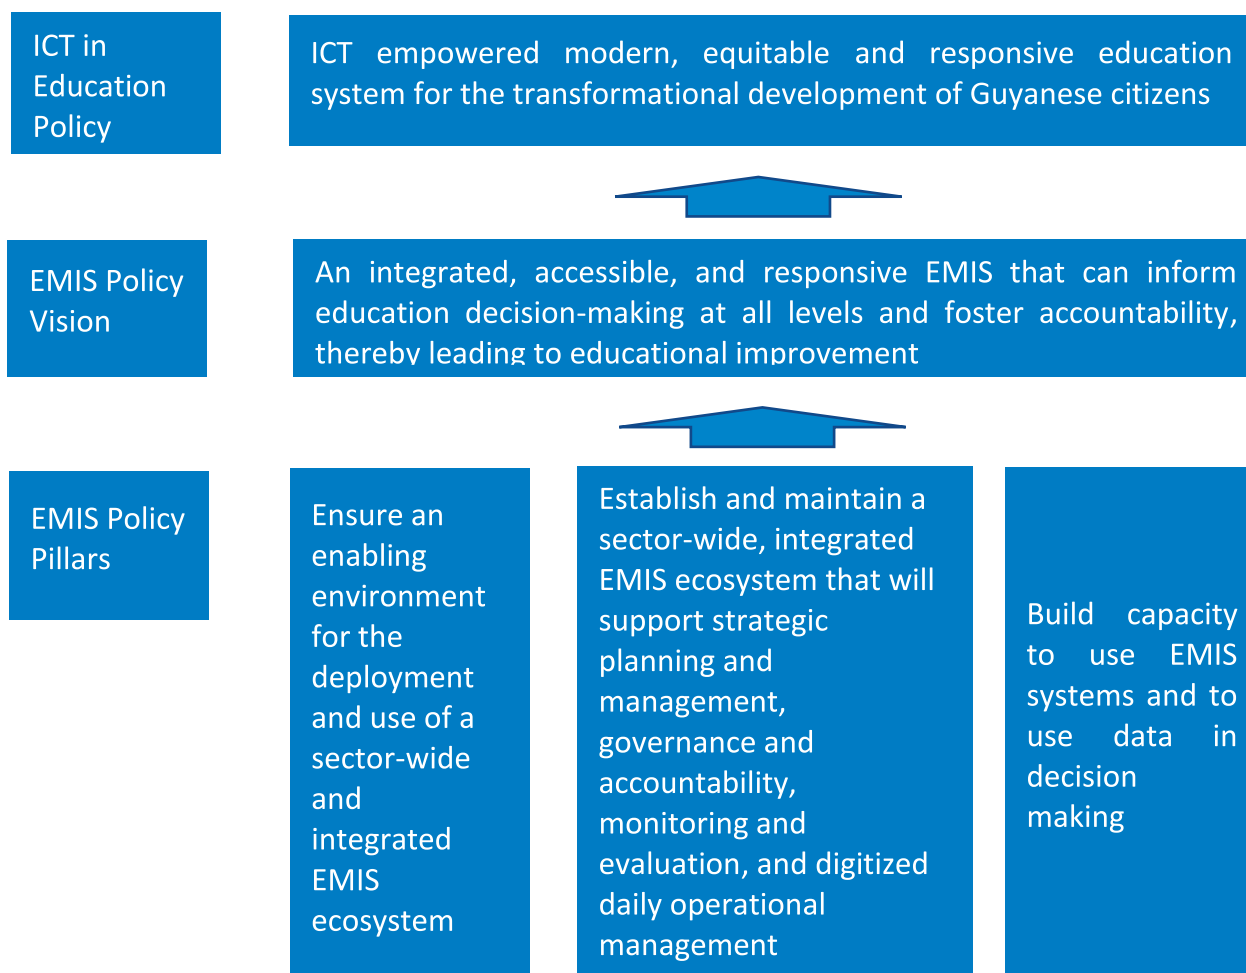 ICT in
Education
Policy
ICT empowered modern, equitable and responsive education
system for the transformational development of Guyanese citizens
EMIS Policy
Vision
An integrated, accessible, and responsive EMIS that can inform
education decision-making at all levels and foster accountability,
thereby leading to educational improvement
EMIS Policy
Pillars
Ensure an
enabling
environment
for the
deployment
and use of a
sector-wide
and
integrated
EMIS
ecosystem
Establish and maintain a
sector-wide, integrated
EMIS ecosystem that will
support strategic
planning and
management,
governance and
accountability,
monitoring and
evaluation, and digitized
daily operational
management
Build capacity
to use EMIS
systems and to
use data in
decision
making